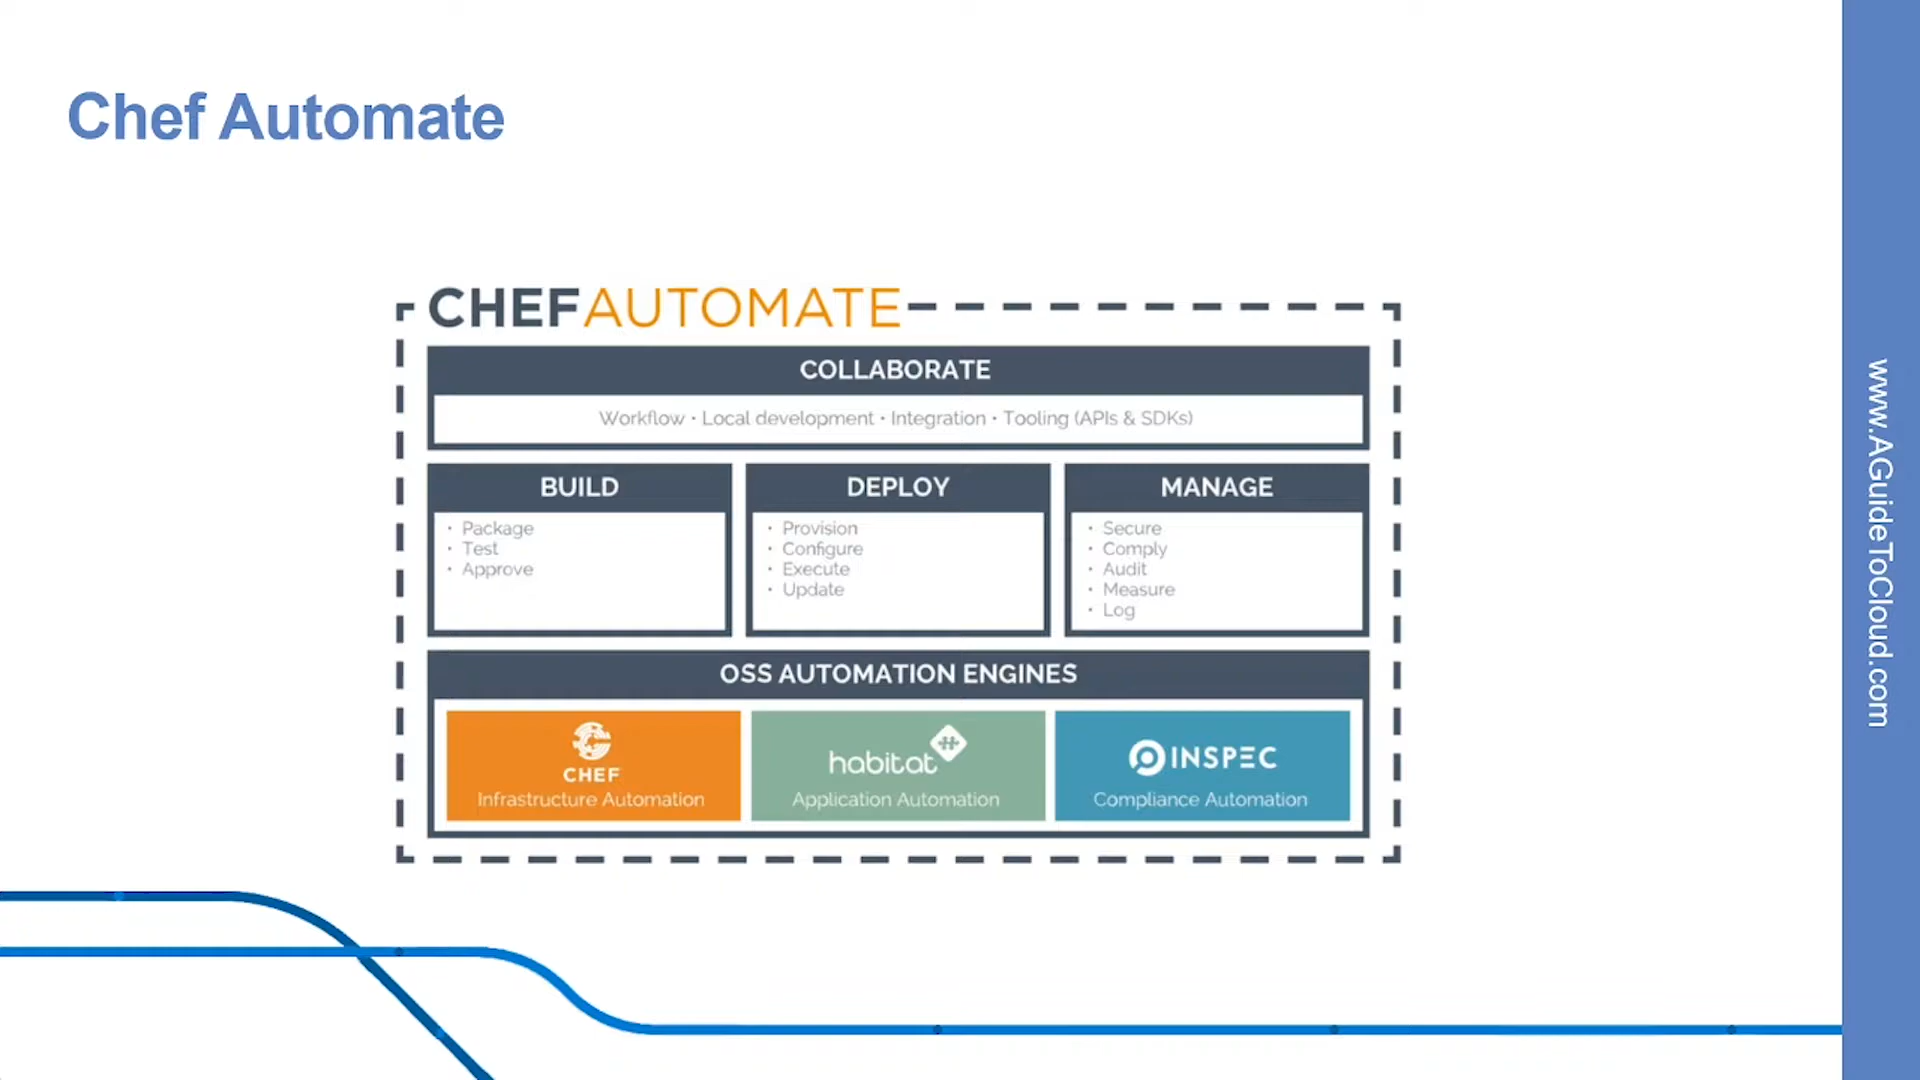 Chef Automate
CHEFAUTOMATE
COLLABORATE
Workflow · Local development · Integration · Tooling (APIs & SDKs)
BUILD
· Package
· Test
· Approve
DEPLOY
· Provision
· Configure
· Execute
· Update
MANAGE
· Secure
· Comply
· Audit
· Measure
· Log
OSS AUTOMATION ENGINES
CHEF
Infrastructure Automation
habitat
Application Automation
INSPEC
Compliance Automation
www.AGuideToCloud.com